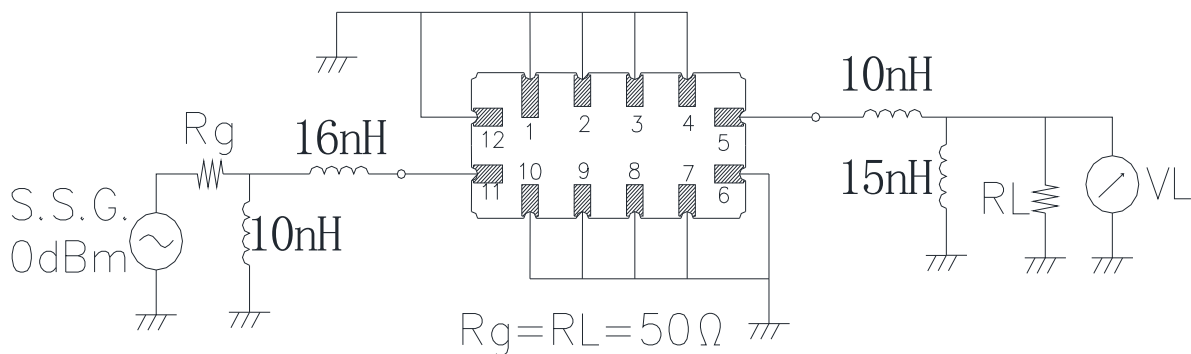 10nH
Rg
16nH
12
1
2
3
4
5
11
10
9
8
7
6
15nH
RL
VL
S.S.G.
0dBm
10nH
Rg=RL=50Ω